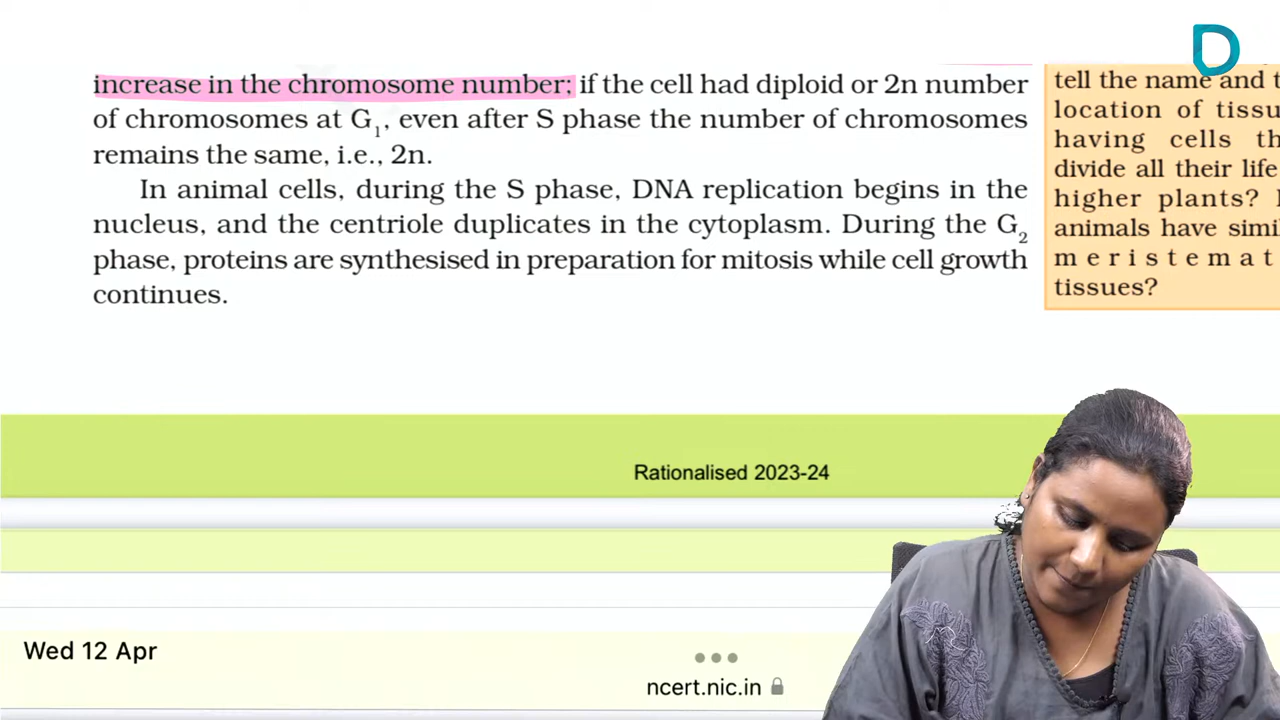 increase in the chromosome number; if the cell had diploid or 2n number
of chromosomes at G₁, even after S phase the number of chromosomes
remains the same, i.e., 2n.
In animal cells, during the S phase, DNA replication begins in the
nucleus, and the centriole duplicates in the cytoplasm. During the G₂
phase, proteins are synthesised in preparation for mitosis while cell growth
continues.
tell the name and t
location of tissu
having cells th
divide all their life
higher plants?
animals have simil
meristemat
tissues?
Rationalised 2023-24
Wed 12 Apr
ncert.nic.in